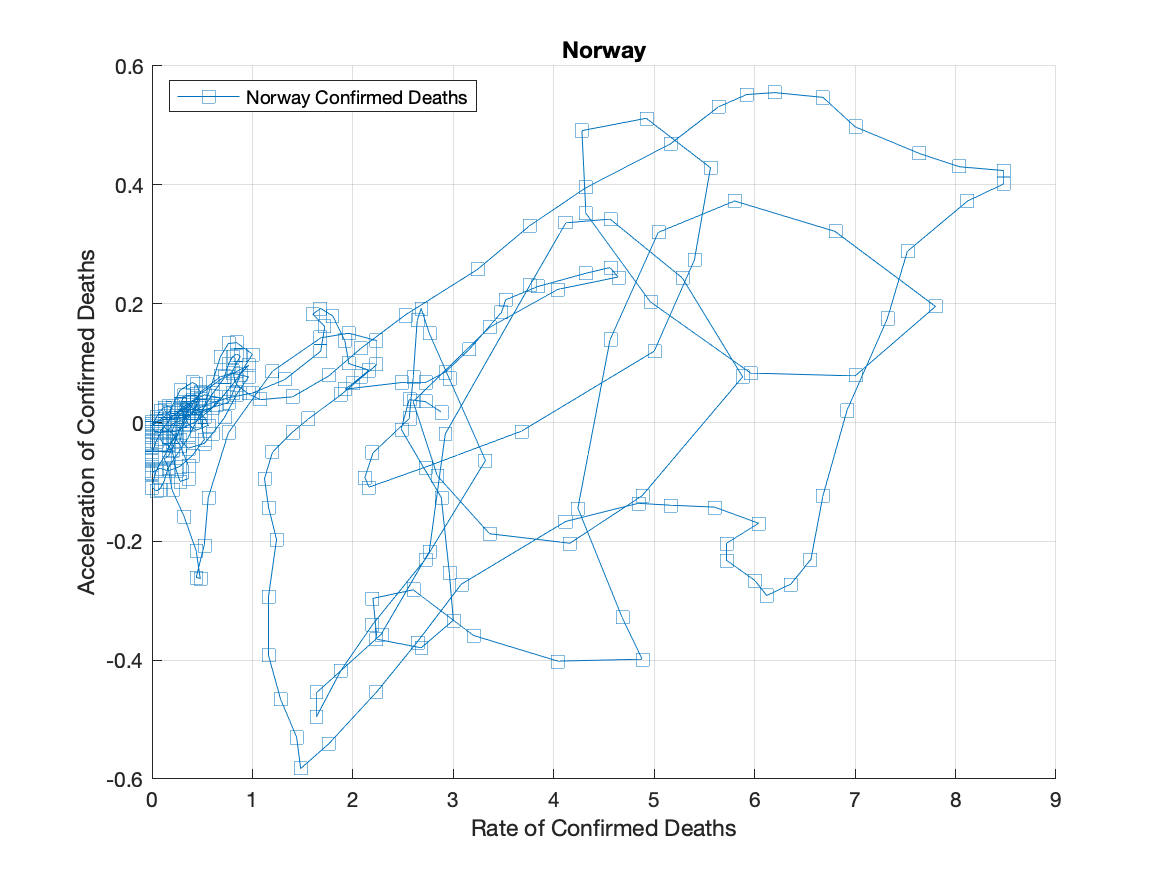 Norway
Norway Confirmed Deaths
0.6
0.4
0.2
0
-0.2
-0.4
-0.6
Acceleration of Confirmed Deaths
0 1 2 3 4 5 6 7 8 9
Rate of Confirmed Deaths